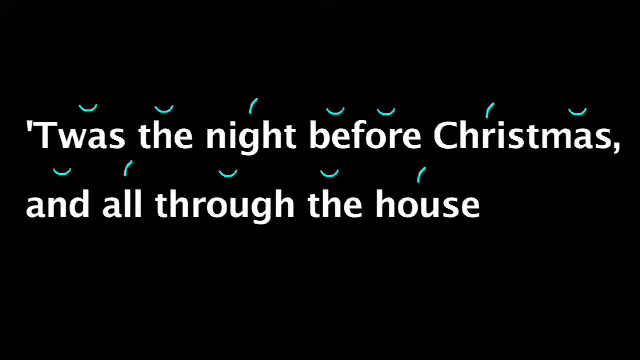 'Twas the night before Christmas,
and all through the house